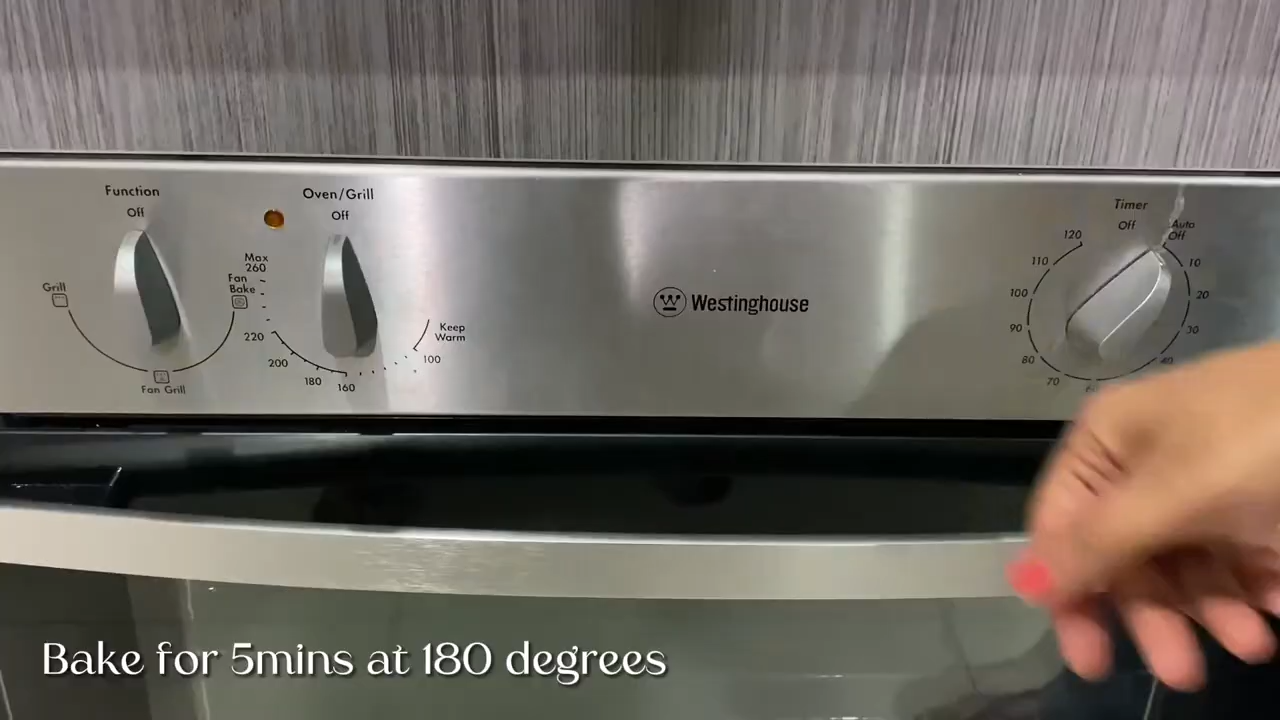 Function
Off
Grill
Fan Grill
Fan
Bake
Oven/Grill
Off
Max
260
220
200
180
160
100
Keep
Warm
Westinghouse
Timer
Off
Auto
Off
10
20
30
40
70
80
90
100
110
120
Bake for 5mins at 180 degrees